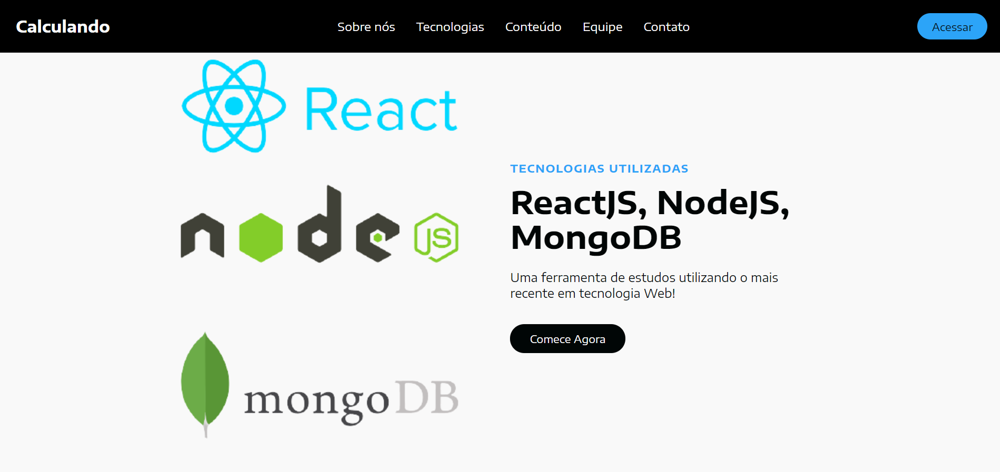 Calculando
Sobre nós
Tecnologias
Conteúdo
Equipe
Contato
Acessar
React
node JS
mongoDB
TECNOLOGIAS UTILIZADAS
ReactJS, NodeJS,
MongoDB
Uma ferramenta de estudos utilizando o mais
recente em tecnologia Web!
Comece Agora